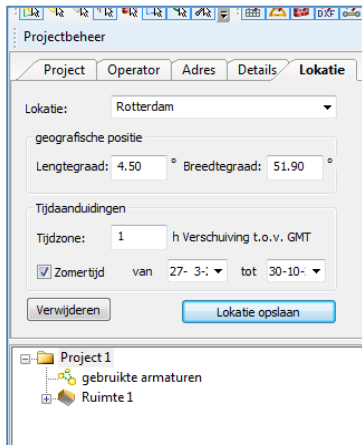 DXF
Projectbeheer
Project Operator Adres Details Lokatie
Lokatie: Rotterdam
geografische positie
Lengtegraad: 4.50 ° Breedtegraad: 51.90 °
Tijdaanduidingen
Tijdzone: 1 h Verschuiving t.o.v. GMT
Zomertijd van 27- 3- tot 30-10-
Verwijderen Lokatie opslaan
Project 1
gebruikte armaturen
Ruimte 1